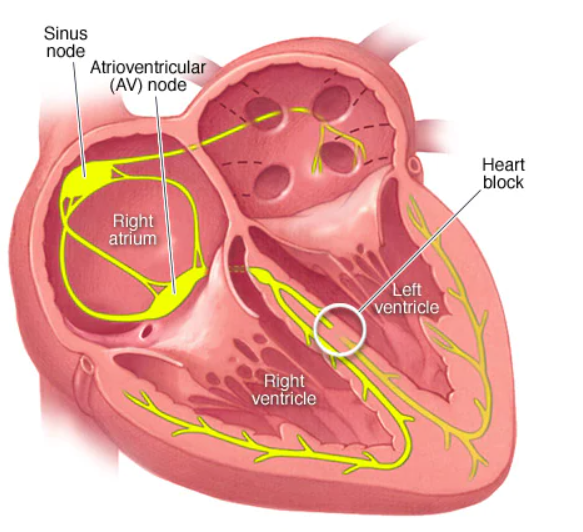 Sinus
node
Atrioventricular
(AV) node
Heart
block
Right
atrium
Left
ventricle
Right
ventricle